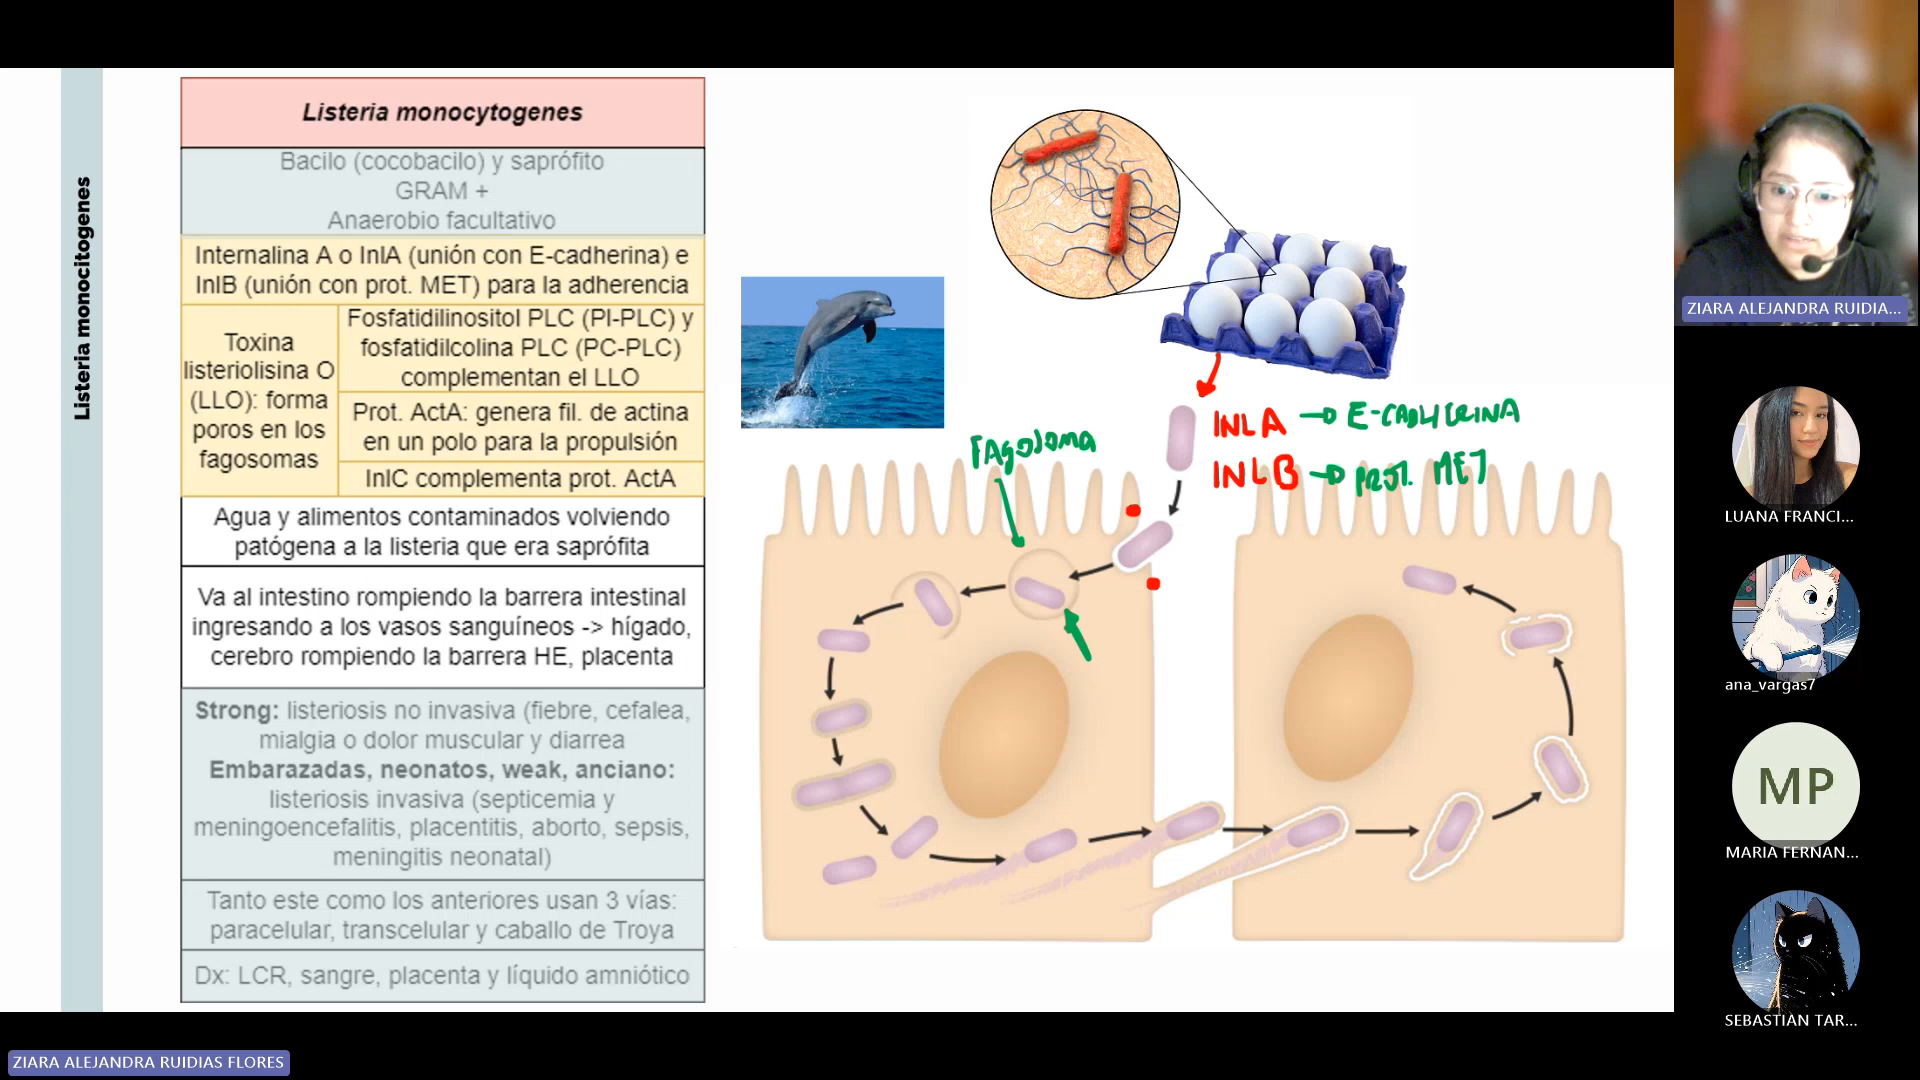 Listeria monocitogenes
Listeria monocytogenes
Bacilo (cocobacilo) y saprófito
GRAM +
Anaerobio facultativo
Internalina A o InlA (unión con E-cadherina) e
InlB (unión con prot. MET) para la adherencia
Toxina
listeriolisina O
(LLO): forma
poros en los
fagosomas
Fosfatidilinositol PLC (PI-PLC) y
fosfatidilcolina PLC (PC-PLC)
complementan el LLO
Prot. ActA: genera fil. de actina
en un polo para la propulsión
InlC complementa prot. ActA
Agua y alimentos contaminados volviendo
patógena a la listeria que era saprófita
Va al intestino rompiendo la barrera intestinal
ingresando a los vasos sanguíneos -> hígado,
cerebro rompiendo la barrera HE, placenta
Strong: listeriosis no invasiva (fiebre, cefalea,
mialgia o dolor muscular y diarrea
Embarazadas, neonatos, weak, anciano:
listeriosis invasiva (septicemia y
meningoencefalitis, placentitis, aborto, sepsis,
meningitis neonatal)
Tanto este como los anteriores usan 3 vías:
paracelular, transcelular y caballo de Troya
Dx: LCR, sangre, placenta y líquido amniótico
FAgosoma
INLA → E-CADHERINA
INLB → PROT. MET
ZIARA ALEJANDRA RUIDIA...
LUANA FRANCI...
ana_vargas7
MP
MARIA FERNAN...
SEBASTIAN TAR...
ZIARA ALEJANDRA RUIDIAS FLORES